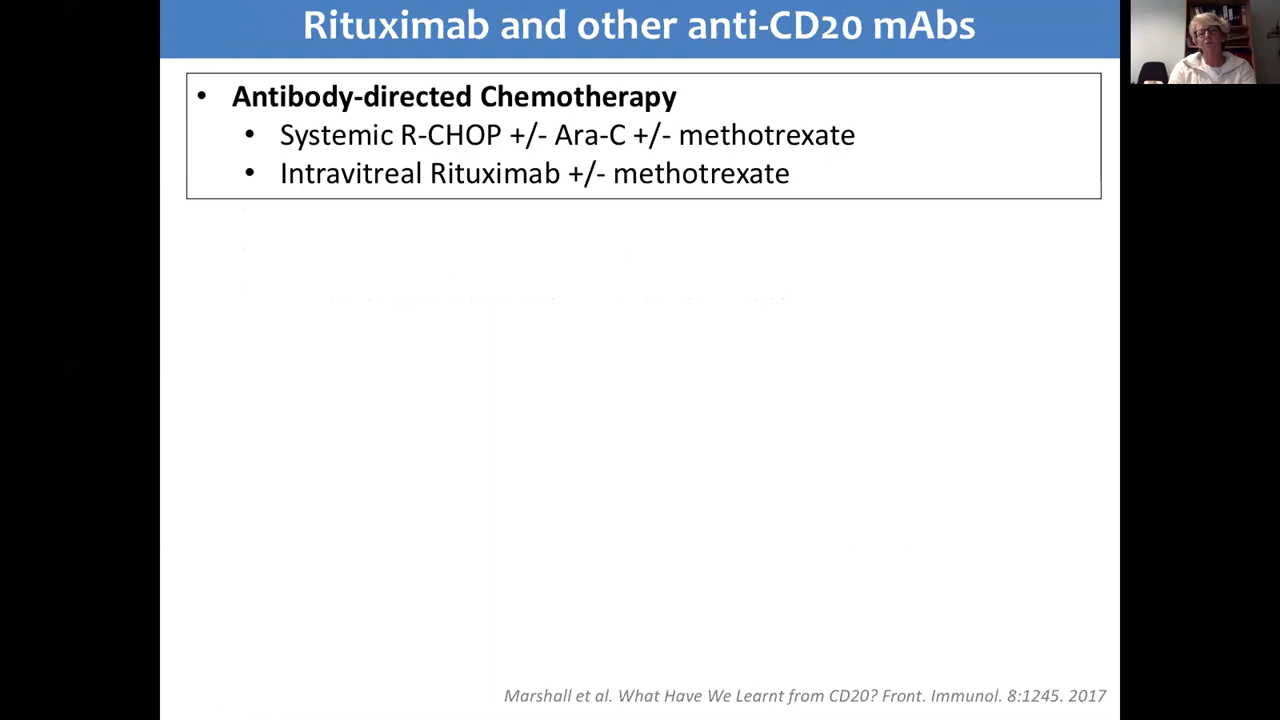 Rituximab and other anti-CD20 mAbs
• Antibody-directed Chemotherapy
• Systemic R-CHOP +/- Ara-C +/- methotrexate
• Intravitreal Rituximab +/- methotrexate
Marshall et al. What Have We Learnt from CD20? Front. Immunol. 8:1245. 2017